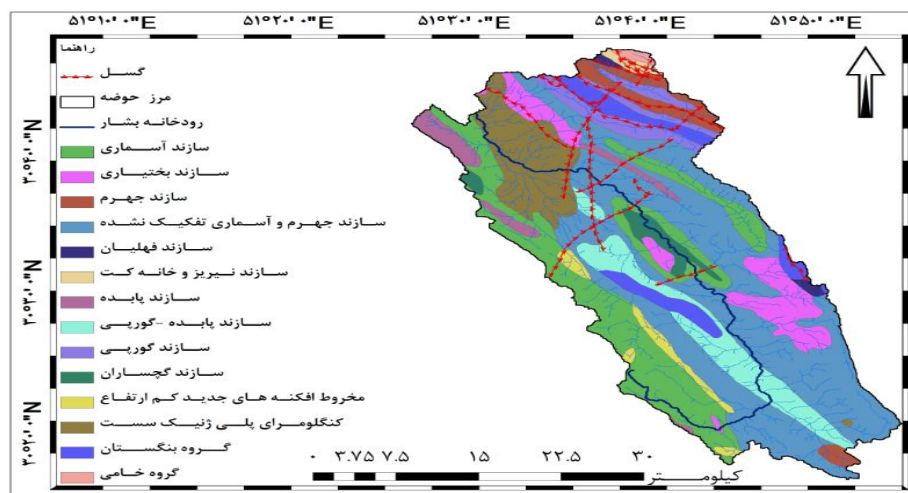 ۵۱°۱۰'۰"E ۵۱°۲۰'۰"E ۵۱°۳۰'۰"E ۵۱°۴۰'۰"E ۵۱°۵۰'۰"E
راهنما
گسل
مرز حوضه
رودخانه بشار
سازند آسماری
سازند بختیاری
سازند جهرم
سازند جهرم و آسماری تفکیک نشده
سازند فهلیان
سازند نیریز و خانه کت
سازند پابده
سازند پابده -گورپی
سازند گورپی
سازند گچساران
مخروط افکنه های جدید کم ارتفاع
کنگلومرای پلی ژنیک سست
گروه بنگستان
گروه خامی
۳۰°۴'۰"N
۳۰°۳'۰"N
۳۰°۲'۰"N
۰ ۳.۷۵ ۷.۵ ۱۵ ۲۲.۵ ۳۰
کیلومتر